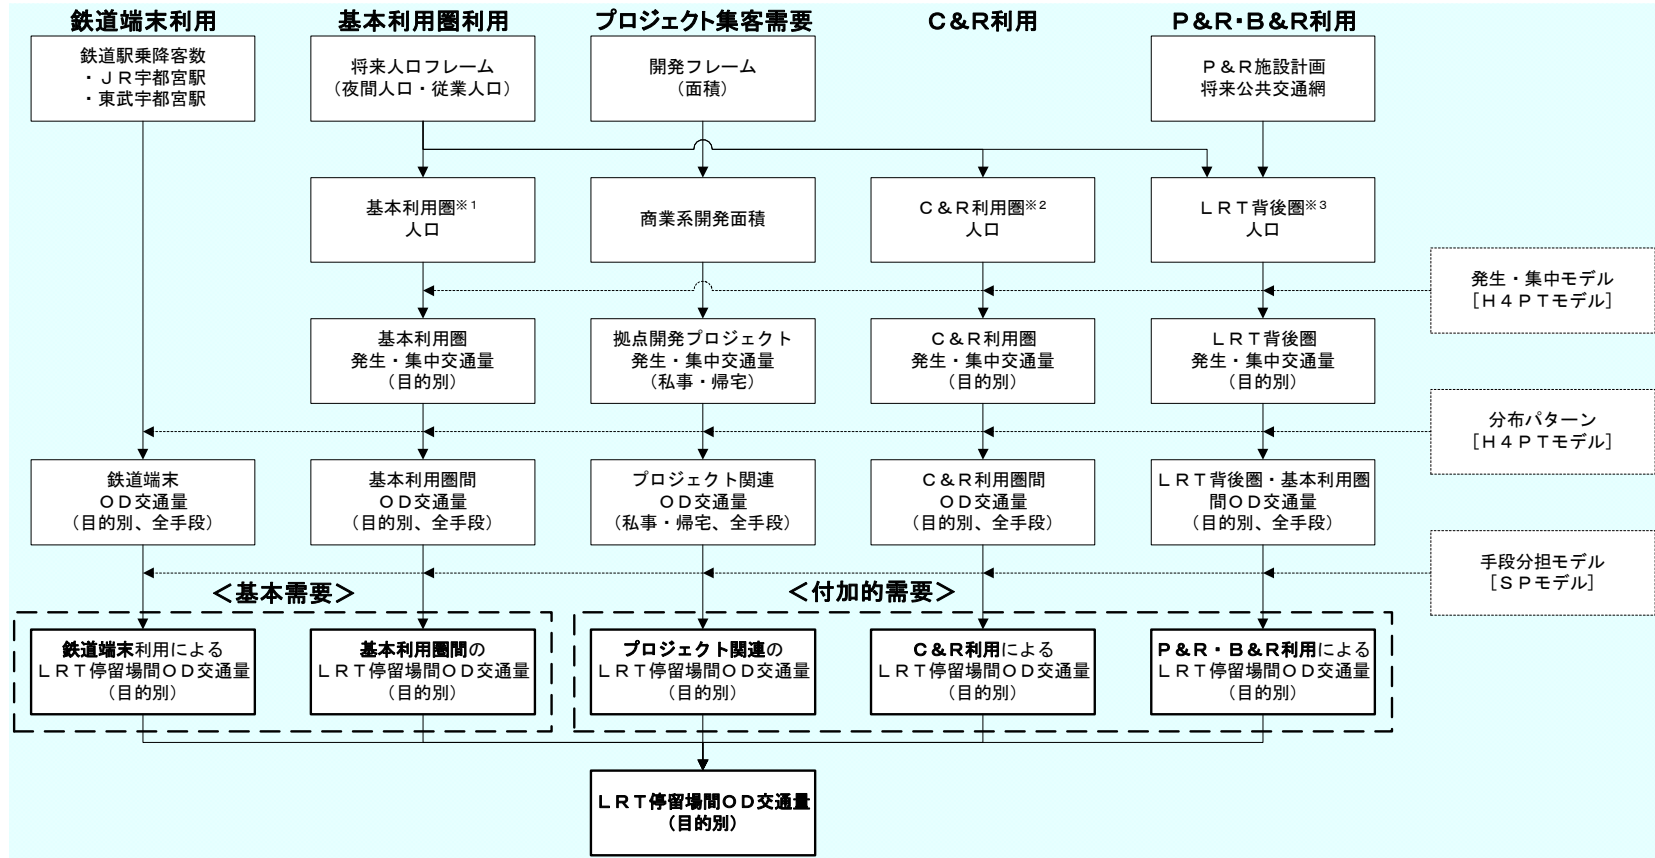 鉄道端末利用
基本利用圏利用
プロジェクト集客需要
C&R利用
P&R・B&R利用
鉄道駅乗降客数
・JR宇都宮駅
・東武宇都宮駅
将来人口フレーム
(夜間人口・従業人口)
開発フレーム
(面積)
P&R施設計画
将来公共交通網
基本利用圏※1
人口
商業系開発面積
C&R利用圏※2
人口
LRT背後圏※3
人口
発生・集中モデル
[H4PTモデル]
基本利用圏
発生・集中交通量
(目的別)
拠点開発プロジェクト
発生・集中交通量
(私事・帰宅)
C&R利用圏
発生・集中交通量
(目的別)
LRT背後圏
発生・集中交通量
(目的別)
分布パターン
[H4PTモデル]
鉄道端末
OD交通量
(目的別、全手段)
基本利用圏間
OD交通量
(目的別、全手段)
プロジェクト関連
OD交通量
(私事・帰宅、全手段)
C&R利用圏間
OD交通量
(目的別、全手段)
LRT背後圏・基本利用圏
間OD交通量
(目的別、全手段)
手段分担モデル
[SPモデル]
<基本需要>
<付加的需要>
鉄道端末利用による
LRT停留場間OD交通量
(目的別)
基本利用圏間の
LRT停留場間OD交通量
(目的別)
プロジェクト関連の
LRT停留場間OD交通量
(目的別)
C&R利用による
LRT停留場間OD交通量
(目的別)
P&R・B&R利用による
LRT停留場間OD交通量
(目的別)
LRT停留場間OD交通量
(目的別)